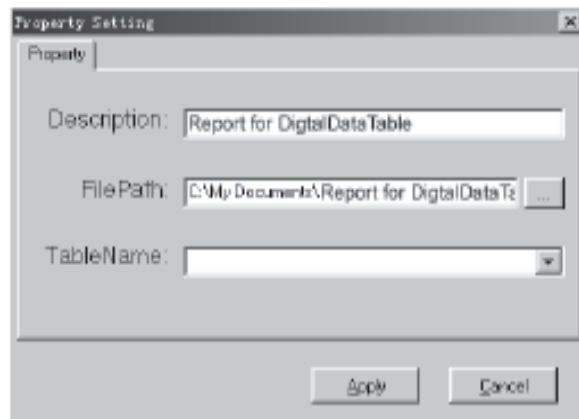 Property Setting
Property
Description: Report for DigtalDataTable
FilePath: C:\My Documents\Report for DigtalDataTa ...
TableName:
Apply Cancel